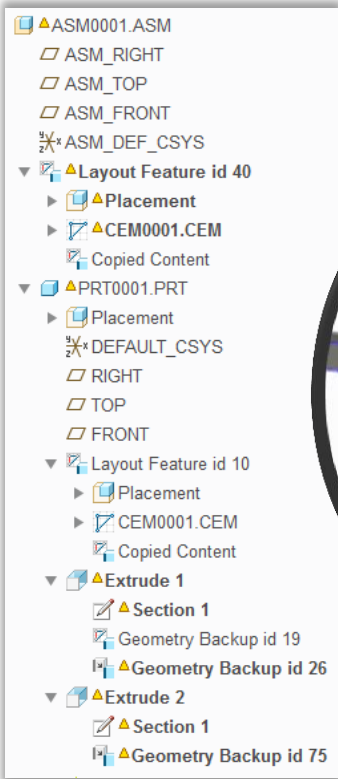 ASM0001.ASM
ASM_RIGHT
ASM_TOP
ASM_FRONT
ASM_DEF_CSYS
Layout Feature id 40
Placement
CEM0001.CEM
Copied Content
PRT0001.PRT
Placement
DEFAULT_CSYS
RIGHT
TOP
FRONT
Layout Feature id 10
Placement
CEM0001.CEM
Copied Content
Extrude 1
Section 1
Geometry Backup id 19
Geometry Backup id 26
Extrude 2
Section 1
Geometry Backup id 75